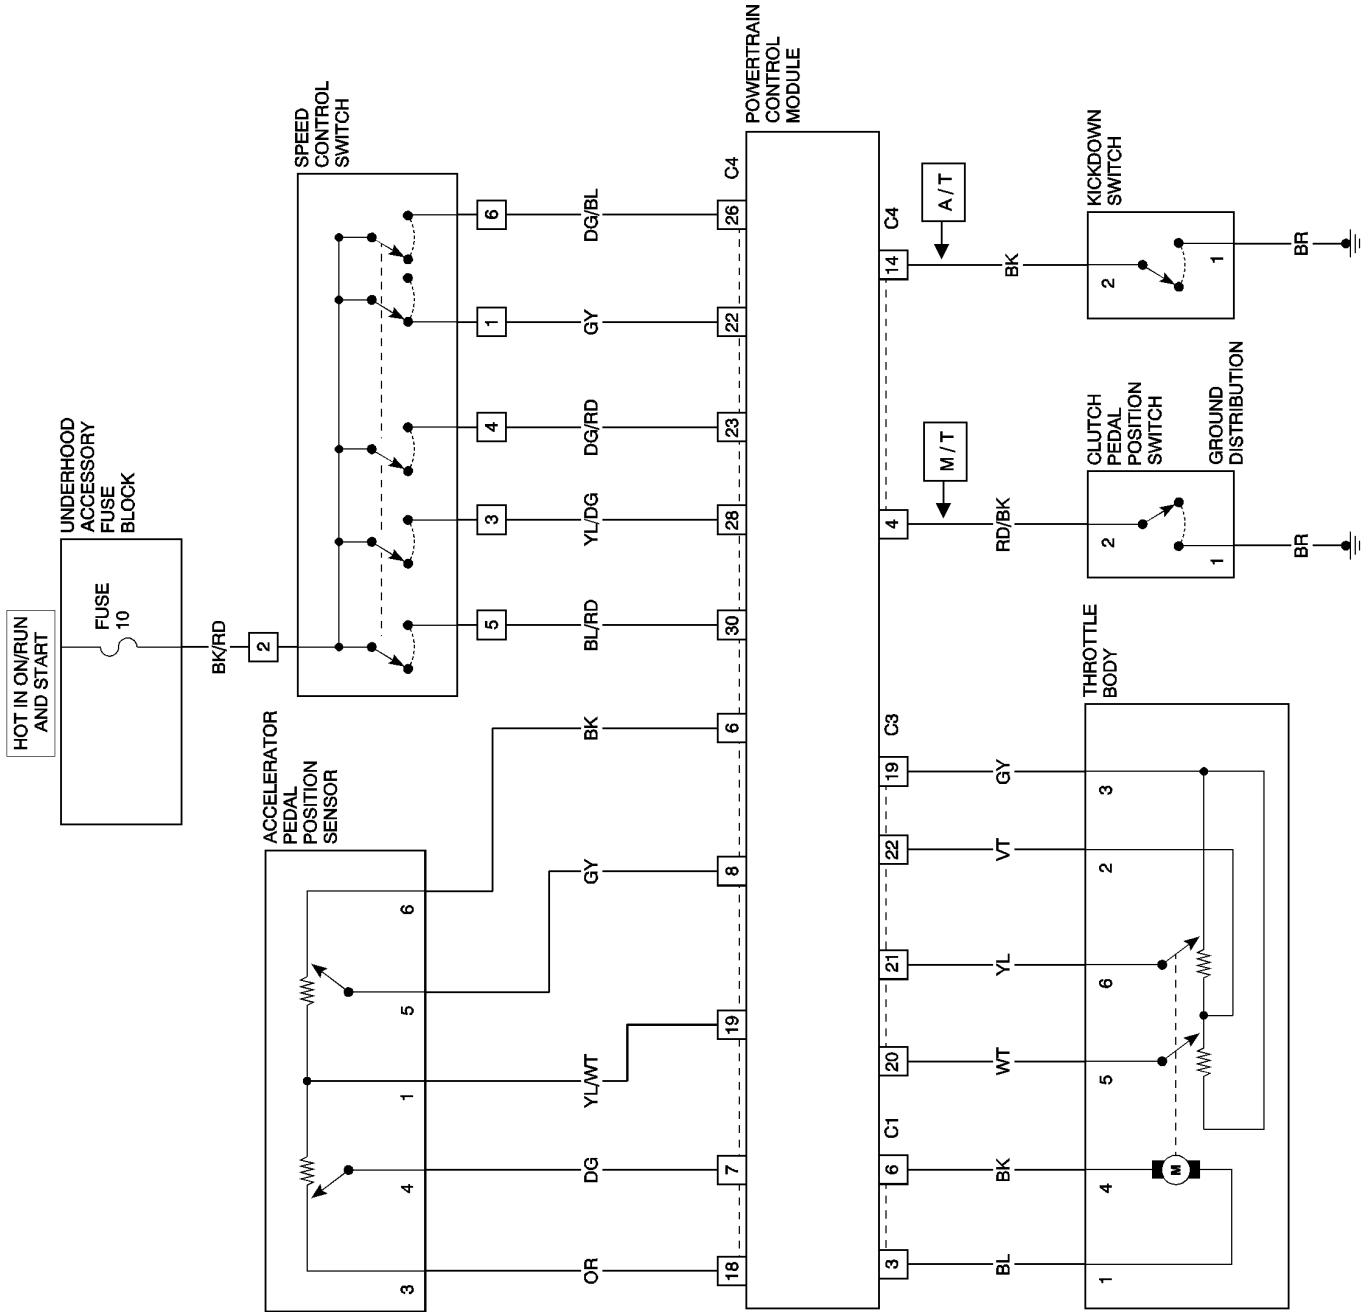 HOT IN ON/RUN
AND START
UNDERHOOD
ACCESSORY
FUSE
BLOCK
FUSE
10
BK/RD
2
SPEED
CONTROL
SWITCH
6
1
4
3
5
DG/BL
GY
DG/RD
YL/DG
BL/RD
ACCELERATOR
PEDAL
POSITION
SENSOR
6
5
1
4
3
BK
GY
YL/WT
DG
OR
POWERTRAIN
CONTROL
MODULE
C4
26
22
23
28
30
6
8
19
7
18
C4
14
4
C3
19
22
21
20
C1
6
3
A/T
M/T
BK
RD/BK
GY
VT
YL
WT
BK
BL
KICKDOWN
SWITCH
2
1
BR
CLUTCH
PEDAL
POSITION
SWITCH
2
1
GROUND
DISTRIBUTION
BR
THROTTLE
BODY
3
2
6
5
4
1
M